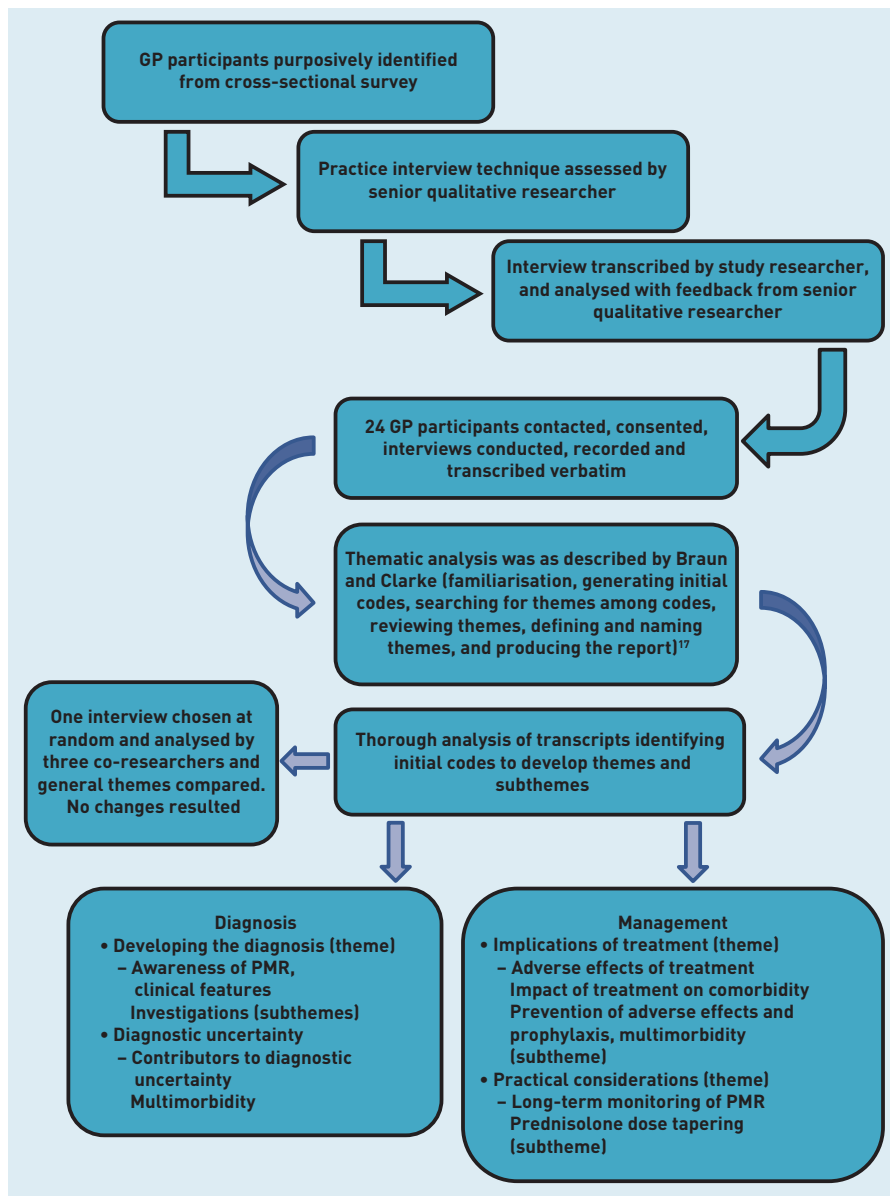 GP participants purposively identified
from cross-sectional survey
Practice interview technique assessed by
senior qualitative researcher
Interview transcribed by study researcher,
and analysed with feedback from senior
qualitative researcher
24 GP participants contacted, consented,
interviews conducted, recorded and
transcribed verbatim
Thematic analysis was as described by Braun
and Clarke (familiarisation, generating initial
codes, searching for themes among codes,
reviewing themes, defining and naming
themes, and producing the report)¹⁷
One interview chosen at
random and analysed by
three co-researchers and
general themes compared.
No changes resulted
Thorough analysis of transcripts identifying
initial codes to develop themes and
subthemes
Diagnosis
• Developing the diagnosis (theme)
– Awareness of PMR,
clinical features
Investigations (subthemes)
• Diagnostic uncertainty
– Contributors to diagnostic
uncertainty
Multimorbidity
Management
• Implications of treatment (theme)
– Adverse effects of treatment
Impact of treatment on comorbidity
Prevention of adverse effects and
prophylaxis, multimorbidity
(subtheme)
• Practical considerations (theme)
– Long-term monitoring of PMR
Prednisolone dose tapering
(subtheme)